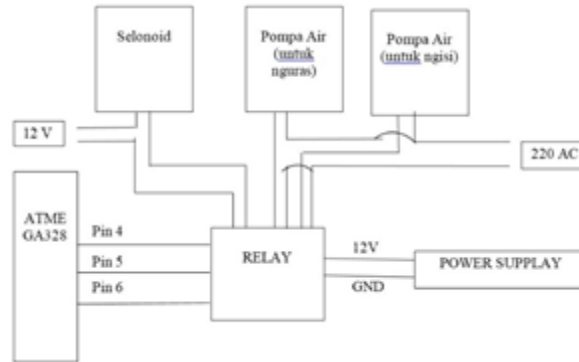 Selonoid
Pompa Air
(untuk
nguras)
Pompa Air
(untuk ngisi)
12 V
220 AC
ATME
GA328
Pin 4
Pin 5
Pin 6
RELAY
12V
GND
POWER SUPPLAY